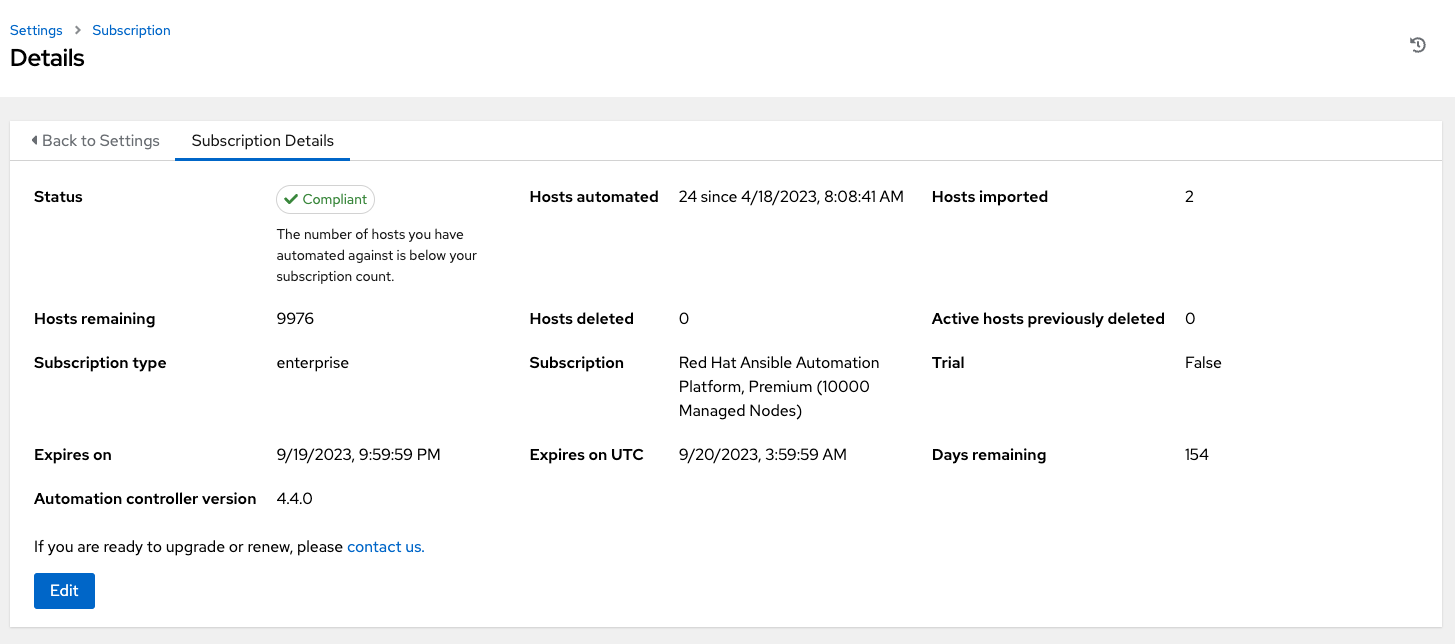 Settings > Subscription
Details
Back to Settings
Subscription Details
Status
Compliant
The number of hosts you have
automated against is below your
subscription count.
Hosts automated
24 since 4/18/2023, 8:08:41 AM
Hosts imported
2
Hosts remaining
9976
Hosts deleted
0
Active hosts previously deleted
0
Subscription type
enterprise
Subscription
Red Hat Ansible Automation
Platform, Premium (10000
Managed Nodes)
Trial
False
Expires on
9/19/2023, 9:59:59 PM
Expires on UTC
9/20/2023, 3:59:59 AM
Days remaining
154
Automation controller version
4.4.0
If you are ready to upgrade or renew, please contact us.
Edit